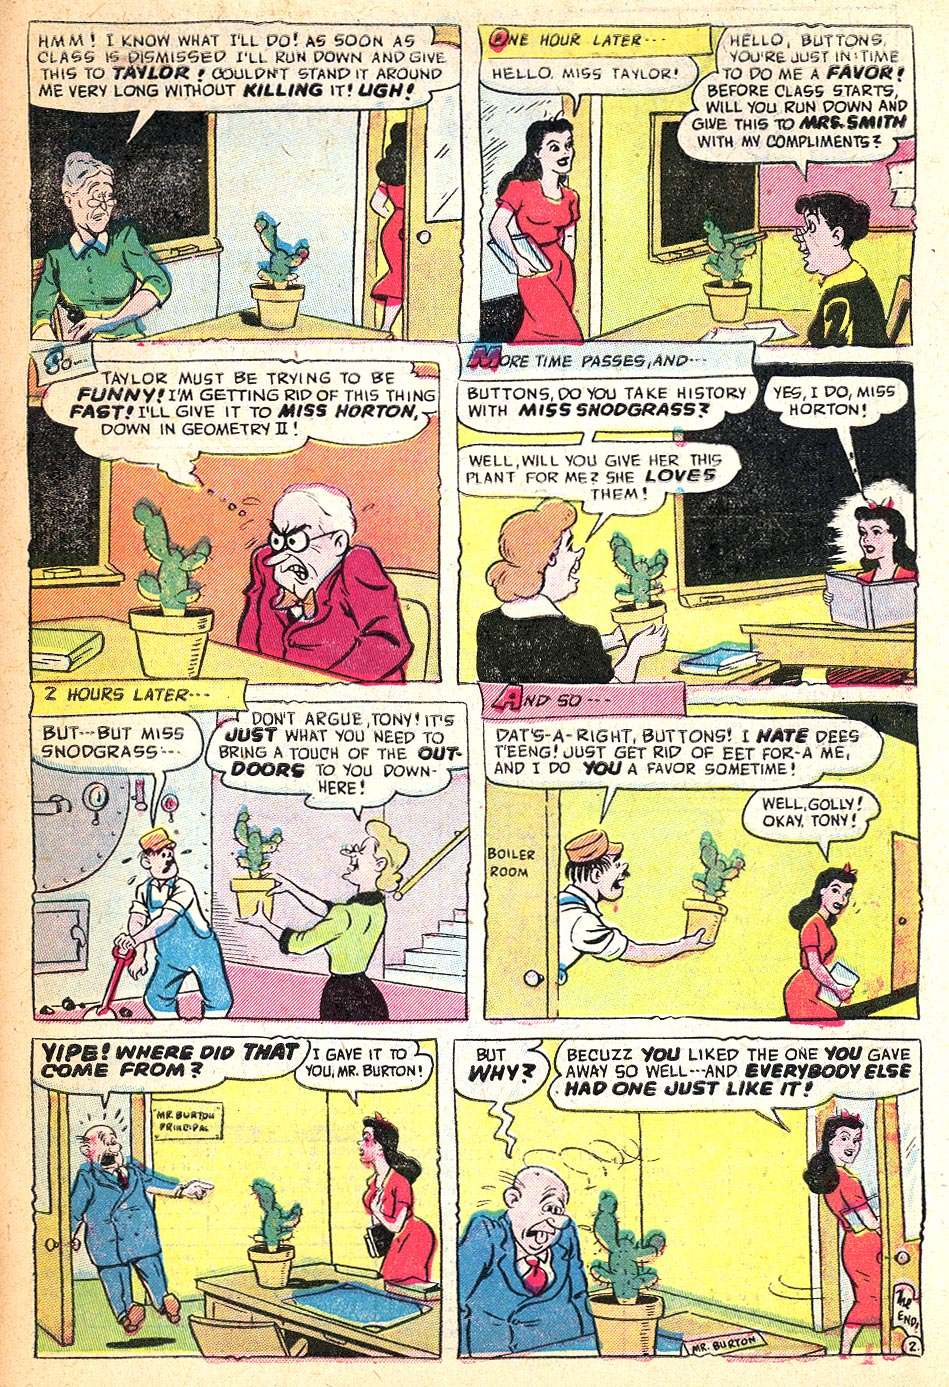 HMM! I KNOW WHAT I'LL DO! AS SOON AS
CLASS IS DISMISSED I'LL RUN DOWN AND GIVE
THIS TO TAYLOR! COULDN'T STAND IT AROUND
ME VERY LONG WITHOUT KILLING IT! UGH!
ONE HOUR LATER---
HELLO, MISS TAYLOR!
HELLO, BUTTONS,
YOU'RE JUST IN TIME
TO DO ME A FAVOR!
BEFORE CLASS STARTS,
WILL YOU RUN DOWN AND
GIVE THIS TO MRS. SMITH
WITH MY COMPLIMENTS?
SO---
TAYLOR MUST BE TRYING TO BE
FUNNY! I'M GETTING RID OF THIS THING
FAST! I'LL GIVE IT TO MISS HORTON,
DOWN IN GEOMETRY II!
MORE TIME PASSES, AND---
BUTTONS, DO YOU TAKE HISTORY
WITH MISS SNODGRASS?
YES, I DO, MISS
HORTON!
WELL, WILL YOU GIVE HER THIS
PLANT FOR ME? SHE LOVES
THEM!
2 HOURS LATER---
BUT---BUT MISS
SNODGRASS---
DON'T ARGUE, TONY! IT'S
JUST WHAT YOU NEED TO
BRING A TOUCH OF THE OUT-
DOORS TO YOU DOWN-
HERE!
AND SO---
DAT'S-A-RIGHT, BUTTONS! I HATE DEES
T'EENG! JUST GET RID OF EET FOR-A ME,
AND I DO YOU A FAVOR SOMETIME!
WELL, GOLLY!
OKAY, TONY!
BOILER
ROOM
YIPE! WHERE DID THAT
COME FROM?
I GAVE IT TO
YOU, MR. BURTON!
MR. BURTON
PRINCIPAL
BUT
WHY?
BECUZZ YOU LIKED THE ONE YOU GAVE
AWAY SO WELL---AND EVERYBODY ELSE
HAD ONE JUST LIKE IT!
MR. BURTON
THE
END
2